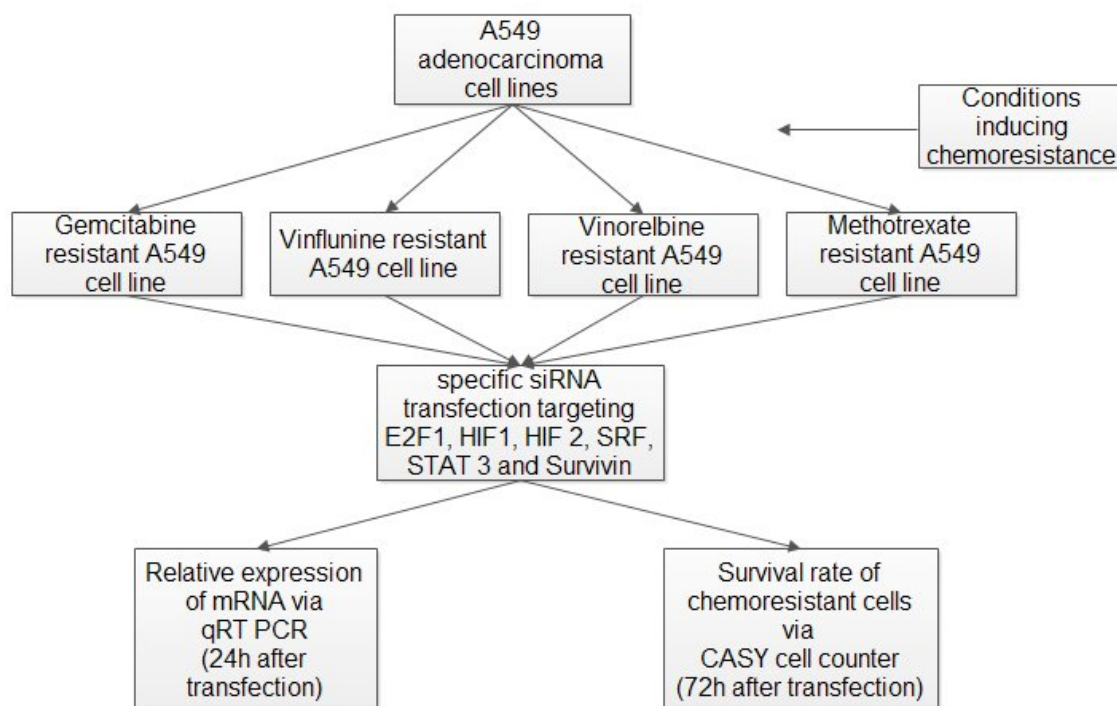 A549
adenocarcinoma
cell lines
Conditions
inducing
chemoresistance
Gemcitabine
resistant A549
cell line
Vinflunine resistant
A549 cell line
Vinorelbine
resistant A549
cell line
Methotrexate
resistant A549
cell line
specific siRNA
transfection targeting
E2F1, HIF1, HIF 2, SRF,
STAT 3 and Survivin
Relative expression
of mRNA via
qRT PCR
(24h after
transfection)
Survival rate of
chemoresistant cells
via
CASY cell counter
(72h after transfection)